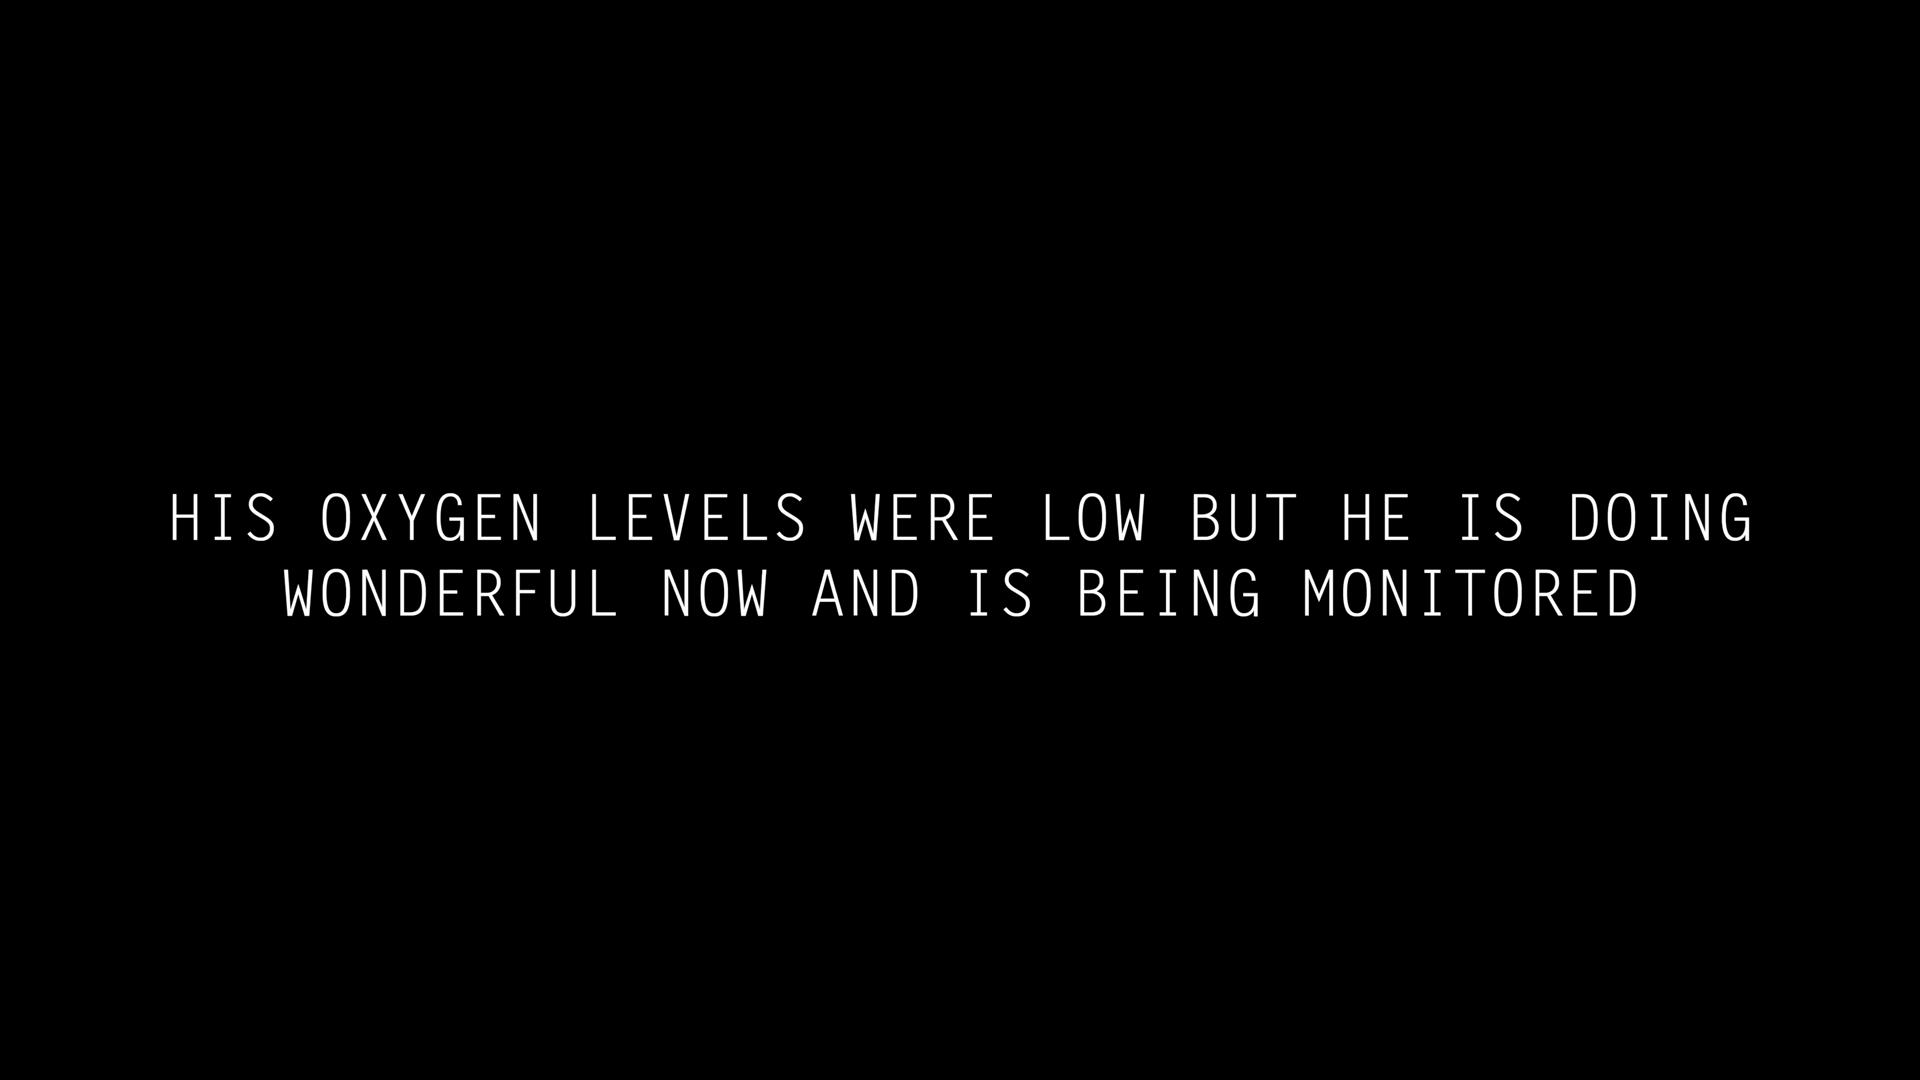 HIS OXYGEN LEVELS WERE LOW BUT HE IS DOING
WONDERFUL NOW AND IS BEING MONITORED